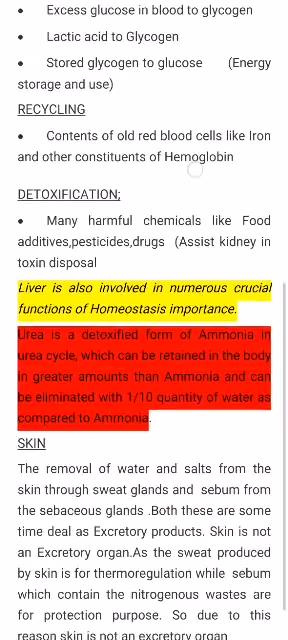 • Excess glucose in blood to glycogen
• Lactic acid to Glycogen
• Stored glycogen to glucose (Energy
storage and use)
RECYCLING
• Contents of old red blood cells like Iron
and other constituents of Hemoglobin
DETOXIFICATION;
• Many harmful chemicals like Food
additives,pesticides,drugs (Assist kidney in
toxin disposal
Liver is also involved in numerous crucial
functions of Homeostasis importance.
Urea is a detoxified form of Ammonia in
urea cycle, which can be retained in the body
in greater amounts than Ammonia and can
be eliminated with 1/10 quantity of water as
compared to Ammonia.
SKIN
The removal of water and salts from the
skin through sweat glands and sebum from
the sebaceous glands .Both these are some
time deal as Excretory products. Skin is not
an Excretory organ.As the sweat produced
by skin is for thermoregulation while sebum
which contain the nitrogenous wastes are
for protection purpose. So due to this
reason skin is not an excretory organ